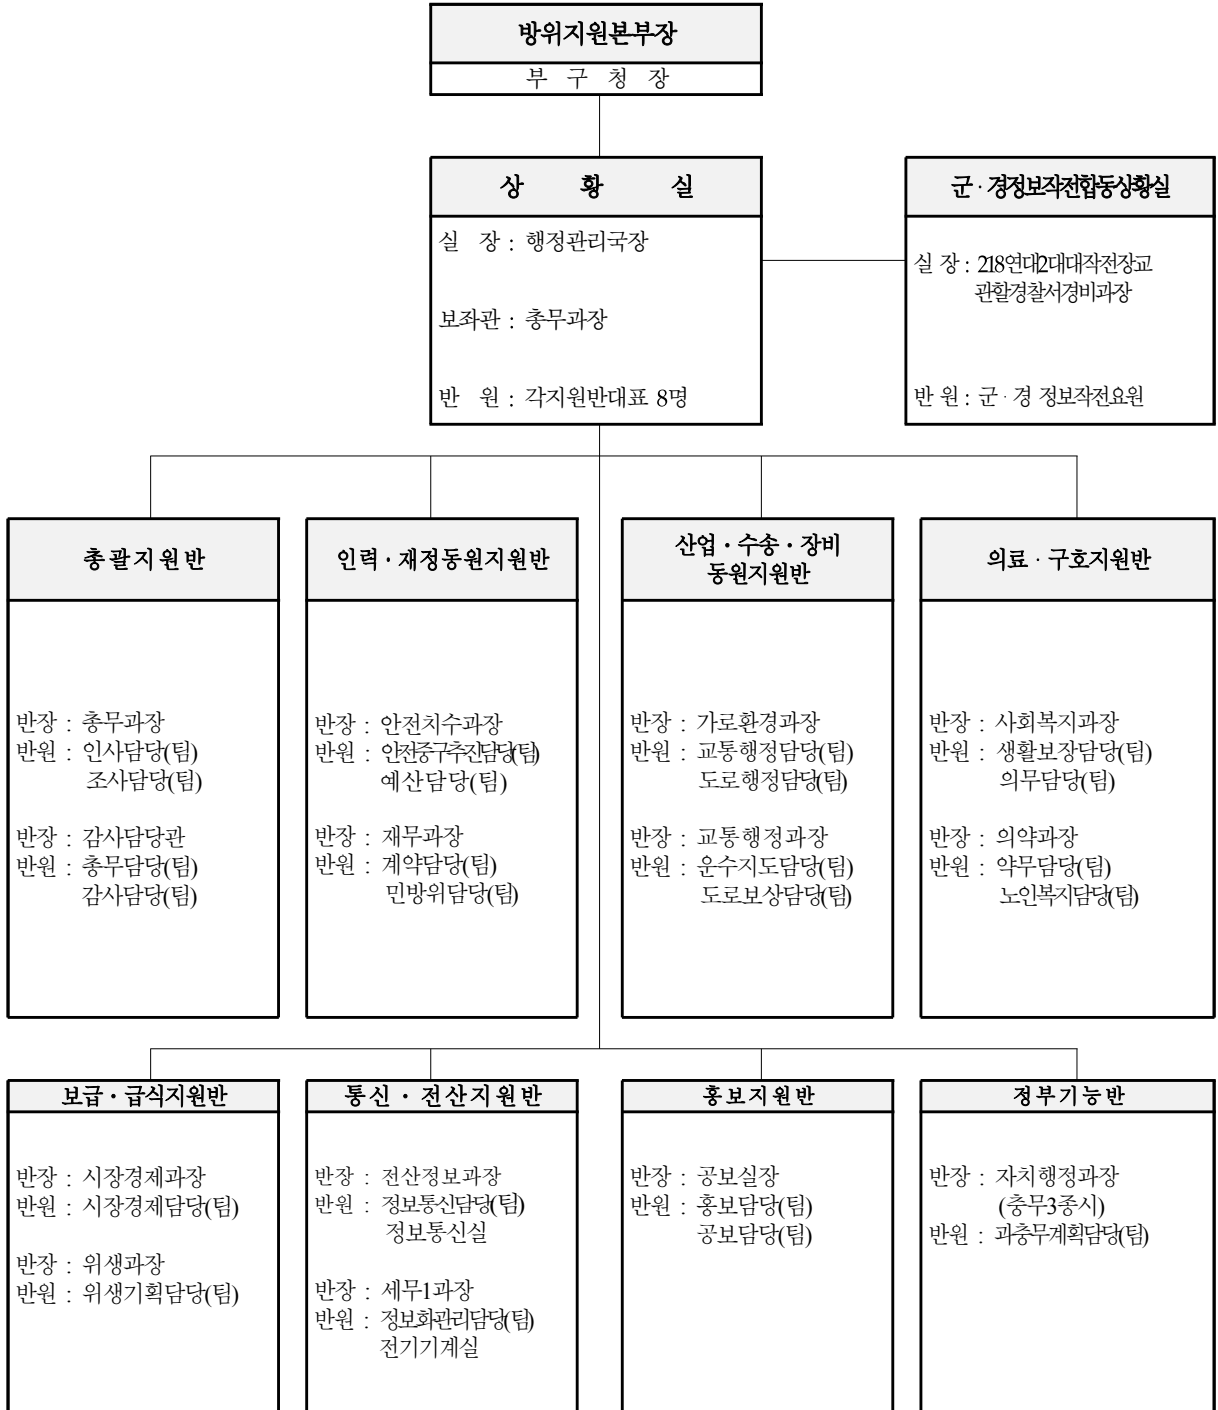 방위지원본부장
부 구 청 장
상 황 실
실 장 : 행정관리국장
보좌관 : 총무과장
반 원 : 각지원반대표 8명
군 · 경정보작전합동상황실
실 장 : 218연대2대대작전장교
관할경찰서경비과장
반 원 : 군 · 경 정보작전요원
총괄지원반
반장 : 총무과장
반원 : 인사담당(팀)
조사담당(팀)
반장 : 감사담당관
반원 : 총무담당(팀)
감사담당(팀)
인력 · 재정동원지원반
반장 : 안전치수과장
반원 : 안전중구추진담당(팀)
예산담당(팀)
반장 : 재무과장
반원 : 계약담당(팀)
민방위담당(팀)
산업 · 수송 · 장비
동원지원반
반장 : 가로환경과장
반원 : 교통행정담당(팀)
도로행정담당(팀)
반장 : 교통행정과장
반원 : 운수지도담당(팀)
도로보상담당(팀)
의료 · 구호지원반
반장 : 사회복지과장
반원 : 생활보장담당(팀)
의무담당(팀)
반장 : 의약과장
반원 : 약무담당(팀)
노인복지담당(팀)
보급 · 급식지원반
반장 : 시장경제과장
반원 : 시장경제담당(팀)
반장 : 위생과장
반원 : 위생기획담당(팀)
통신 · 전산지원반
반장 : 전산정보과장
반원 : 정보통신담당(팀)
정보통신실
반장 : 세무1과장
반원 : 정보화관리담당(팀)
전기기계실
홍보지원반
반장 : 공보실장
반원 : 홍보담당(팀)
공보담당(팀)
정부기능반
반장 : 자치행정과장
(충무3종시)
반원 : 과충무계획담당(팀)